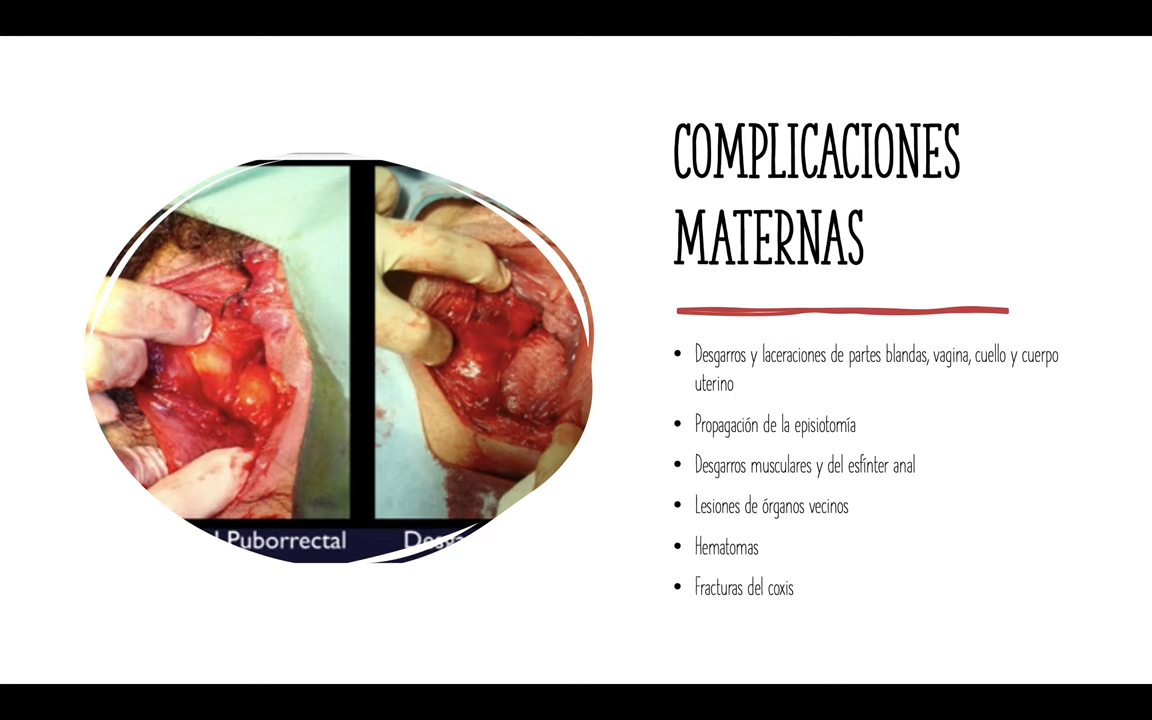 COMPLICACIONES
MATERNAS
• Desgarros y laceraciones de partes blandas, vagina, cuello y cuerpo
uterino
• Propagación de la episiotomía
• Desgarros musculares y del esfínter anal
• Lesiones de órganos vecinos
• Hematomas
• Fracturas del coxis
Puborrectal